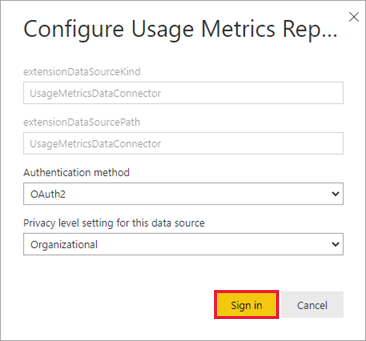 Configure Usage Metrics Rep...
extensionDataSourceKind
UsageMetricsDataConnector
extensionDataSourcePath
UsageMetricsDataConnector
Authentication method
OAuth2
Privacy level setting for this data source
Organizational
Sign in
Cancel